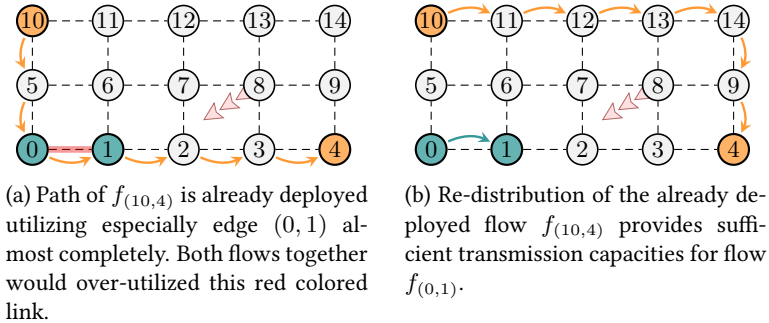 10 11 12 13 14
5 6 7 8 9
0 1 2 3 4
(a) Path of f(10,4) is already deployed
utilizing especially edge (0, 1) al-
most completely. Both flows together
would over-utilized this red colored
link.
10 11 12 13 14
5 6 7 8 9
0 1 2 3 4
(b) Re-distribution of the already de-
ployed flow f(10,4) provides suffi-
cient transmission capacities for flow
f(0,1).